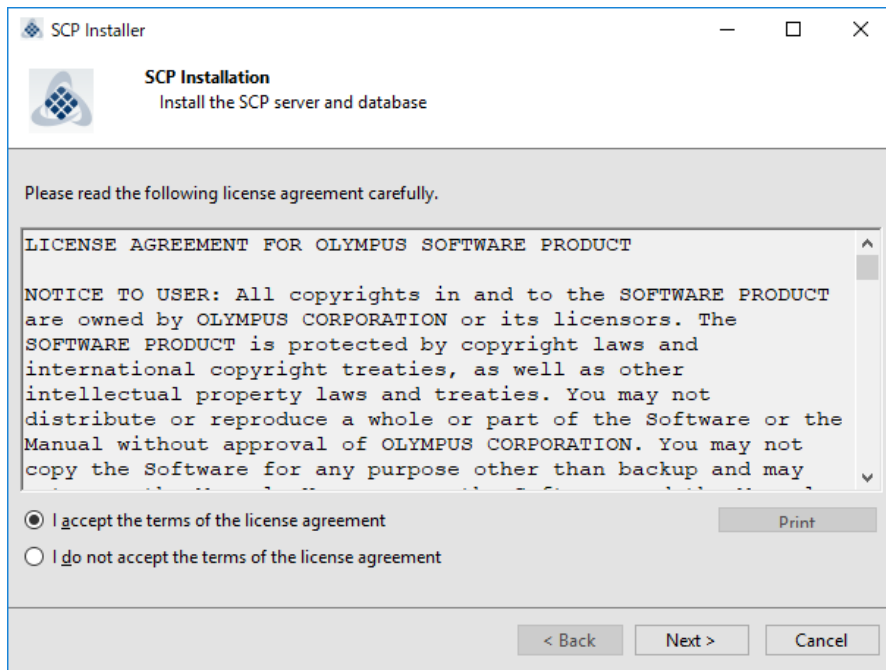 SCP Installer
SCP Installation
Install the SCP server and database
Please read the following license agreement carefully.
LICENSE AGREEMENT FOR OLYMPUS SOFTWARE PRODUCT
NOTICE TO USER: All copyrights in and to the SOFTWARE PRODUCT
are owned by OLYMPUS CORPORATION or its licensors. The
SOFTWARE PRODUCT is protected by copyright laws and
international copyright treaties, as well as other
intellectual property laws and treaties. You may not
distribute or reproduce a whole or part of the Software or the
Manual without approval of OLYMPUS CORPORATION. You may not
copy the Software for any purpose other than backup and may
I accept the terms of the license agreement
Print
I do not accept the terms of the license agreement
< Back
Next >
Cancel